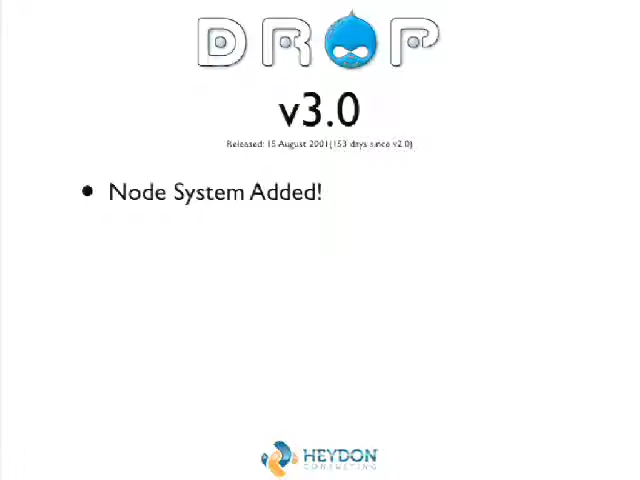 DROP
v3.0
Released: 15 August 2001(153 days since v2.0)
• Node System Added!
HEYDON
CONSULTING